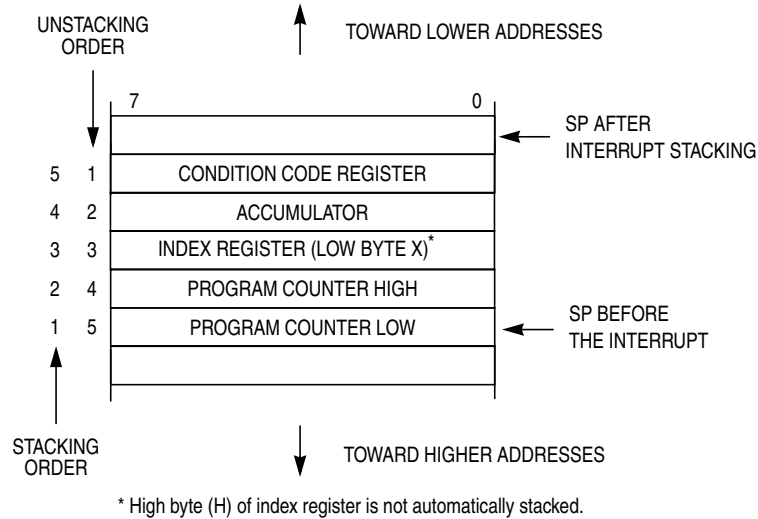 UNSTACKING
ORDER
TOWARD LOWER ADDRESSES
7 0
SP AFTER
INTERRUPT STACKING
5 1 CONDITION CODE REGISTER
4 2 ACCUMULATOR
3 3 INDEX REGISTER (LOW BYTE X)*
2 4 PROGRAM COUNTER HIGH
1 5 PROGRAM COUNTER LOW
SP BEFORE
THE INTERRUPT
STACKING
ORDER
TOWARD HIGHER ADDRESSES
* High byte (H) of index register is not automatically stacked.